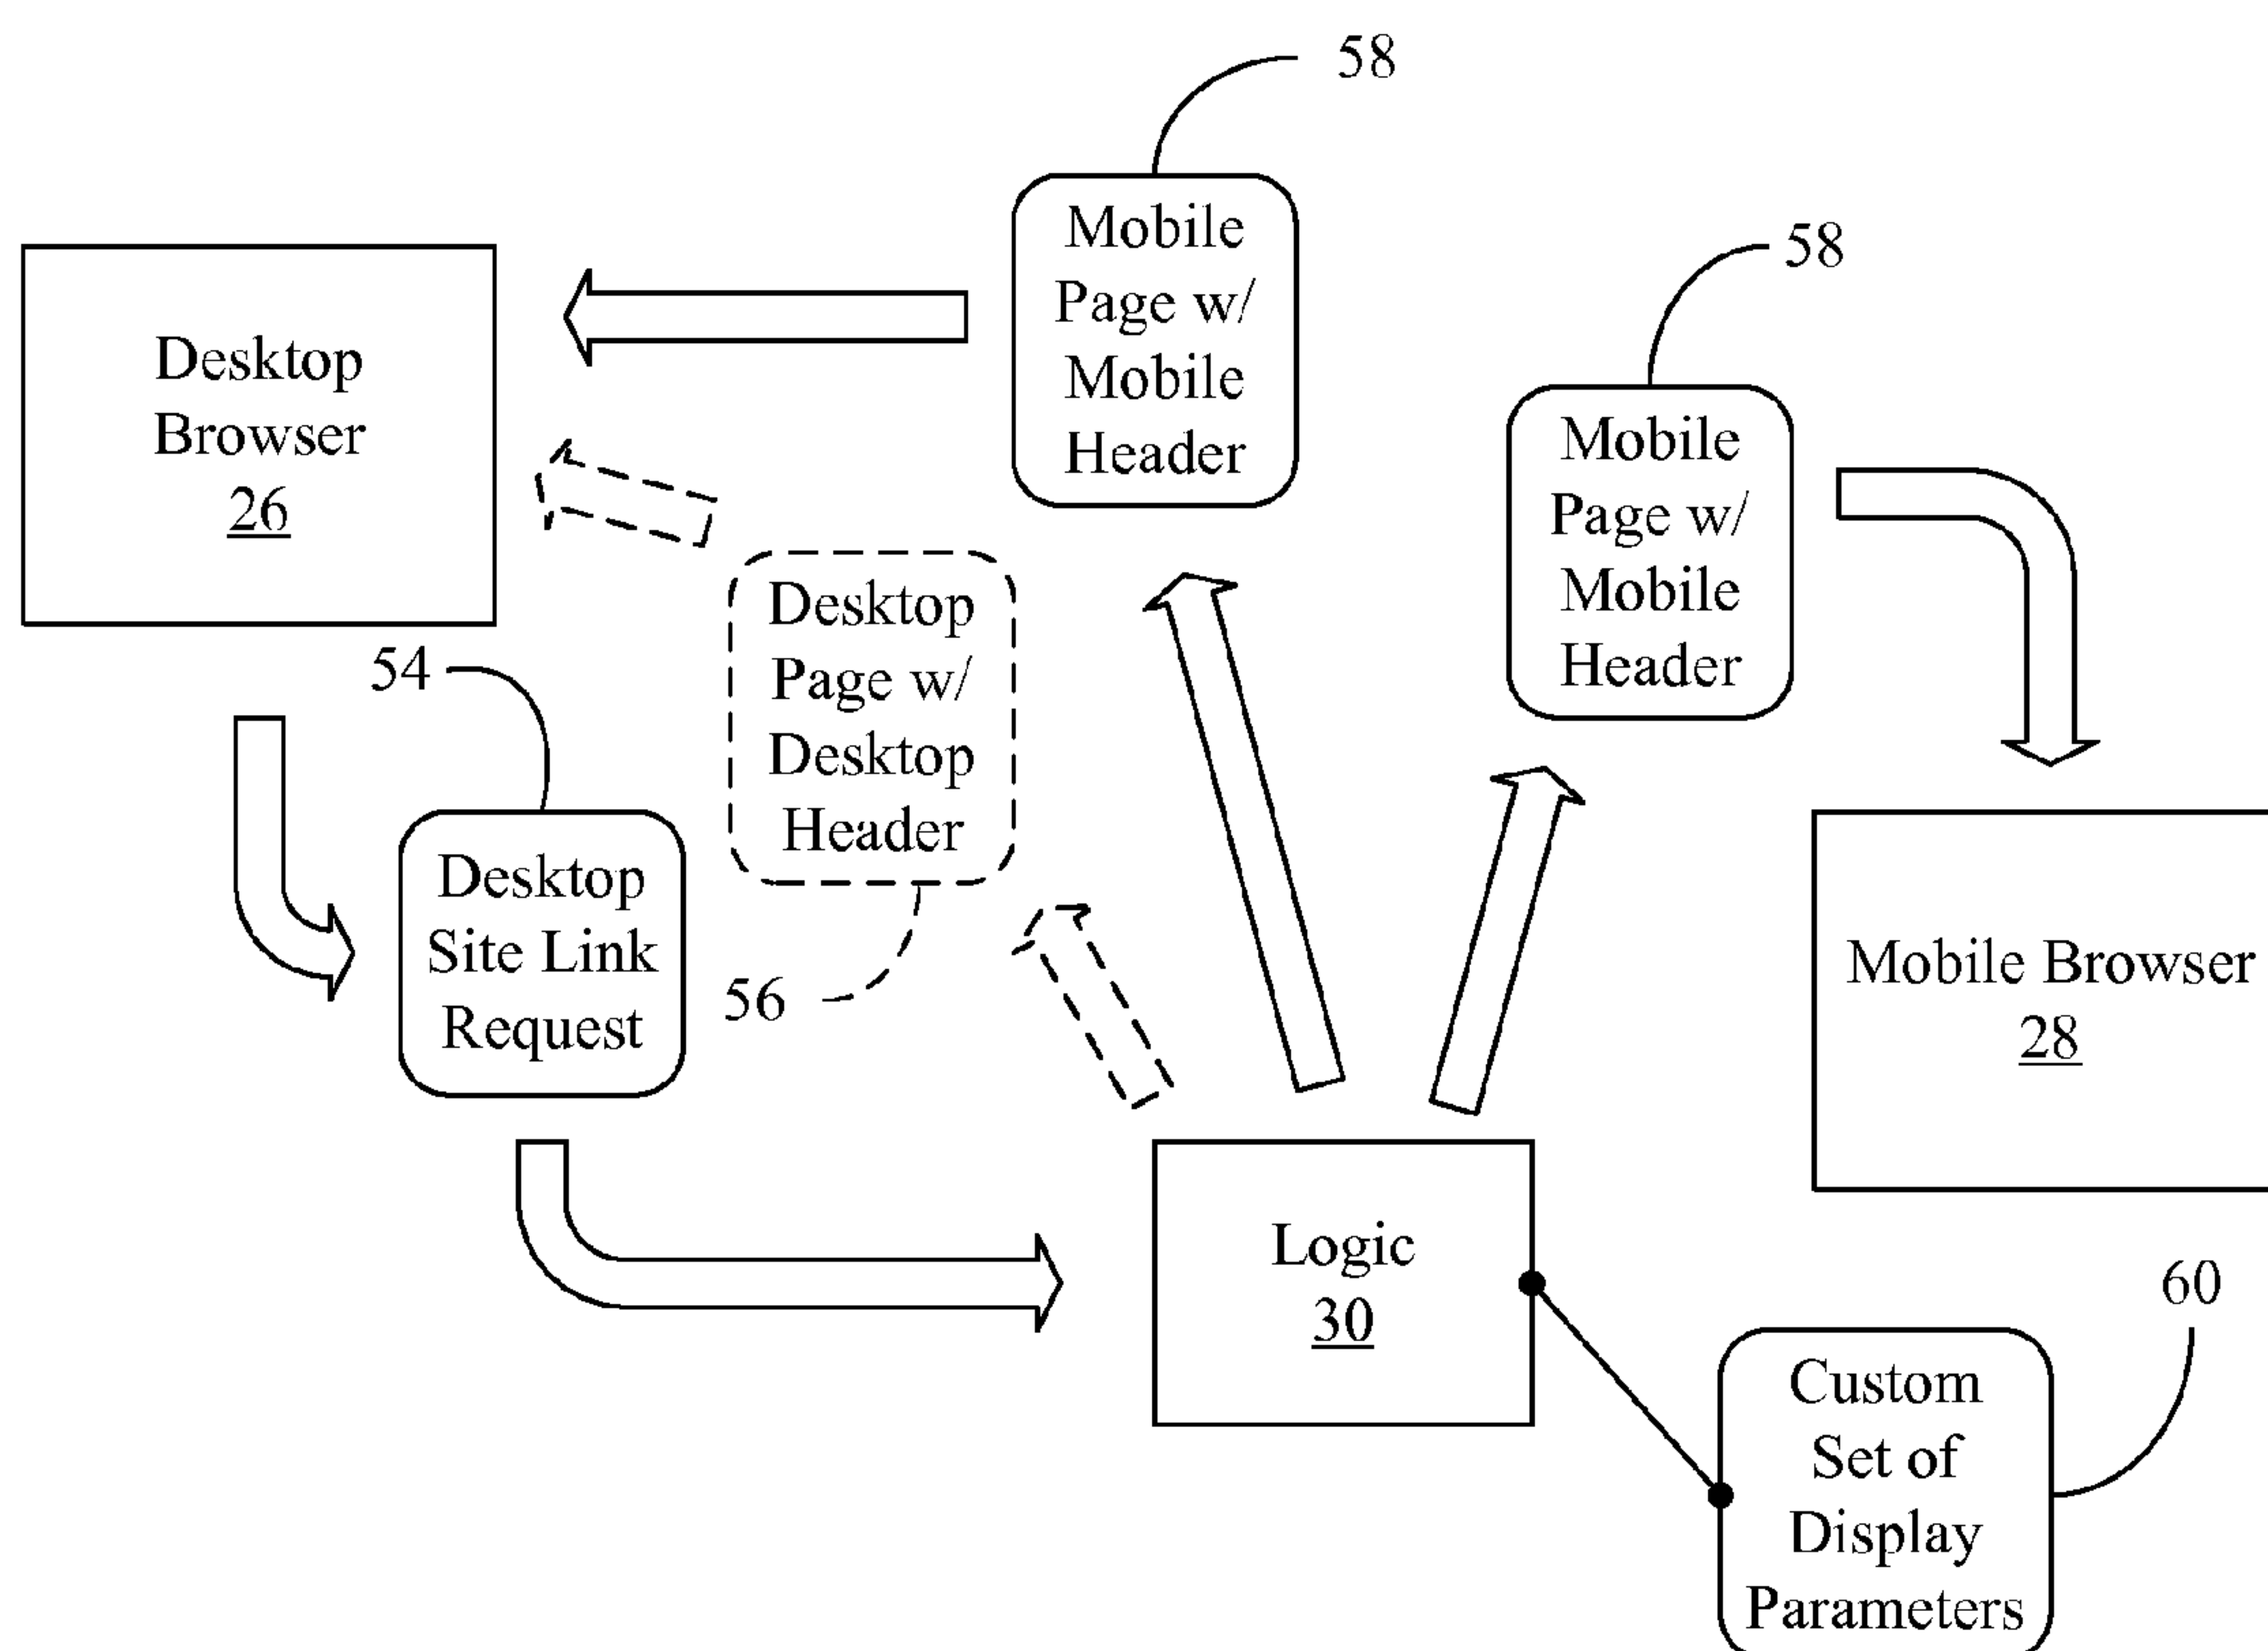 58
Mobile
Page w/
Mobile
Header
58
Mobile
Page w/
Mobile
Header
Desktop
Browser
26
Desktop
Page w/
Desktop
Header
54
56
Desktop
Site Link
Request
Mobile Browser
28
Logic
30
60
Custom
Set of
Display
Parameters